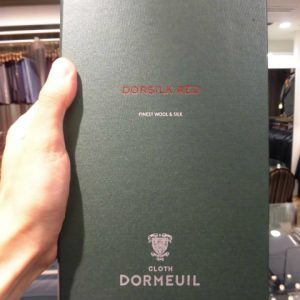 DORSILK RED
FINEST WOOL & SILK
CLOTH
DORMEUIL